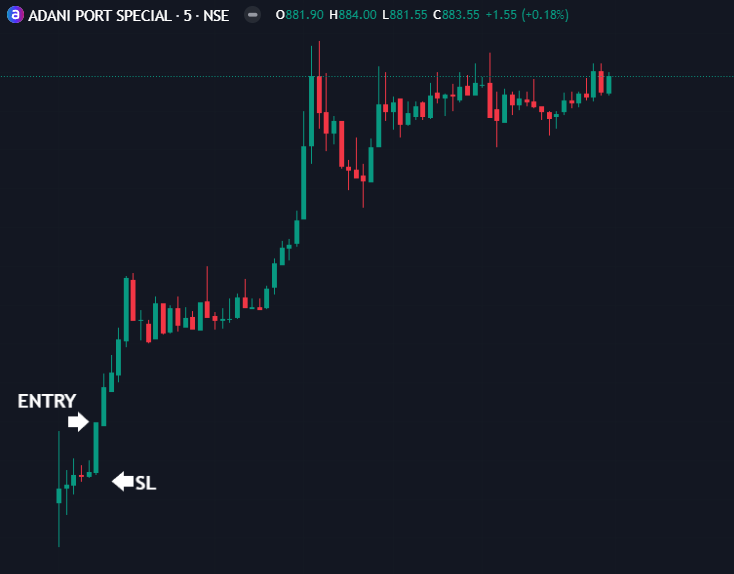 a ADANI PORT SPECIAL · 5 · NSE O881.90 H884.00 L881.55 C883.55 +1.55 (+0.18%)
ENTRY
SL